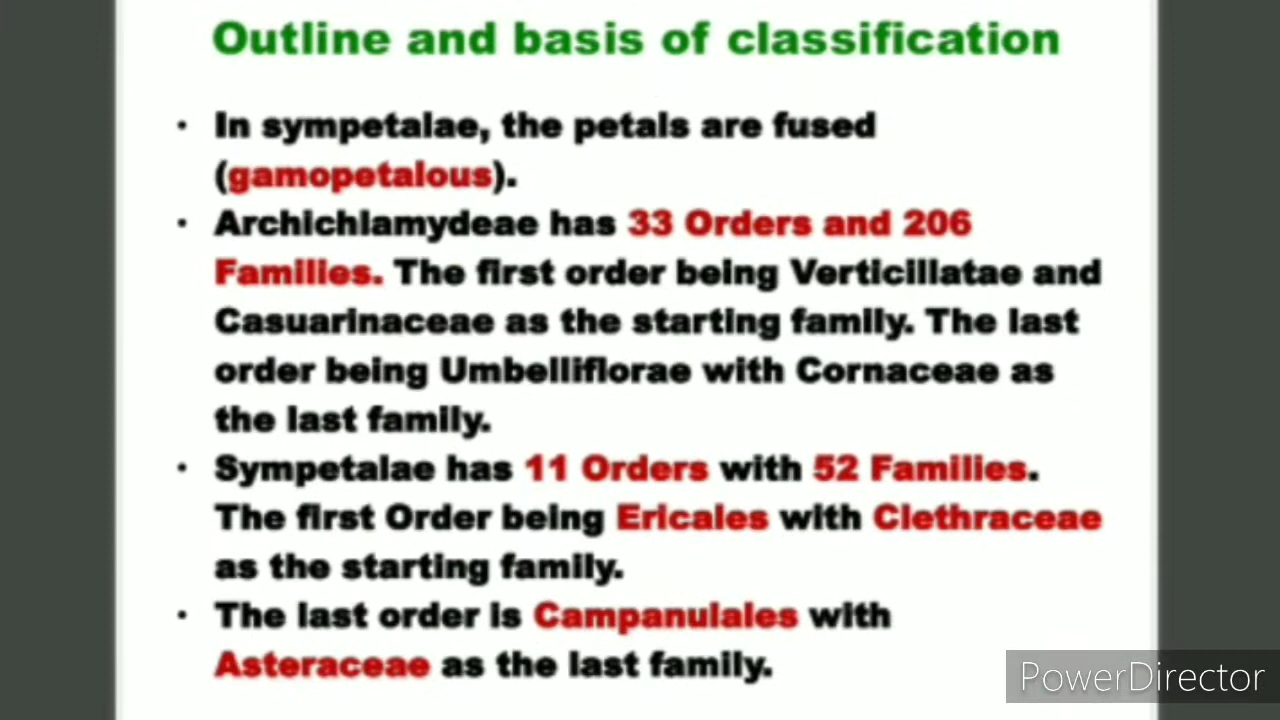 Outline and basis of classification
• In sympetalae, the petals are fused
(gamopetalous).
• Archichlamydeae has 33 Orders and 206
Families. The first order being Verticillatae and
Casuarinaceae as the starting family. The last
order being Umbelliflorae with Cornaceae as
the last family.
• Sympetalae has 11 Orders with 52 Families.
The first Order being Ericales with Clethraceae
as the starting family.
• The last order is Campanulales with
Asteraceae as the last family.
PowerDirector